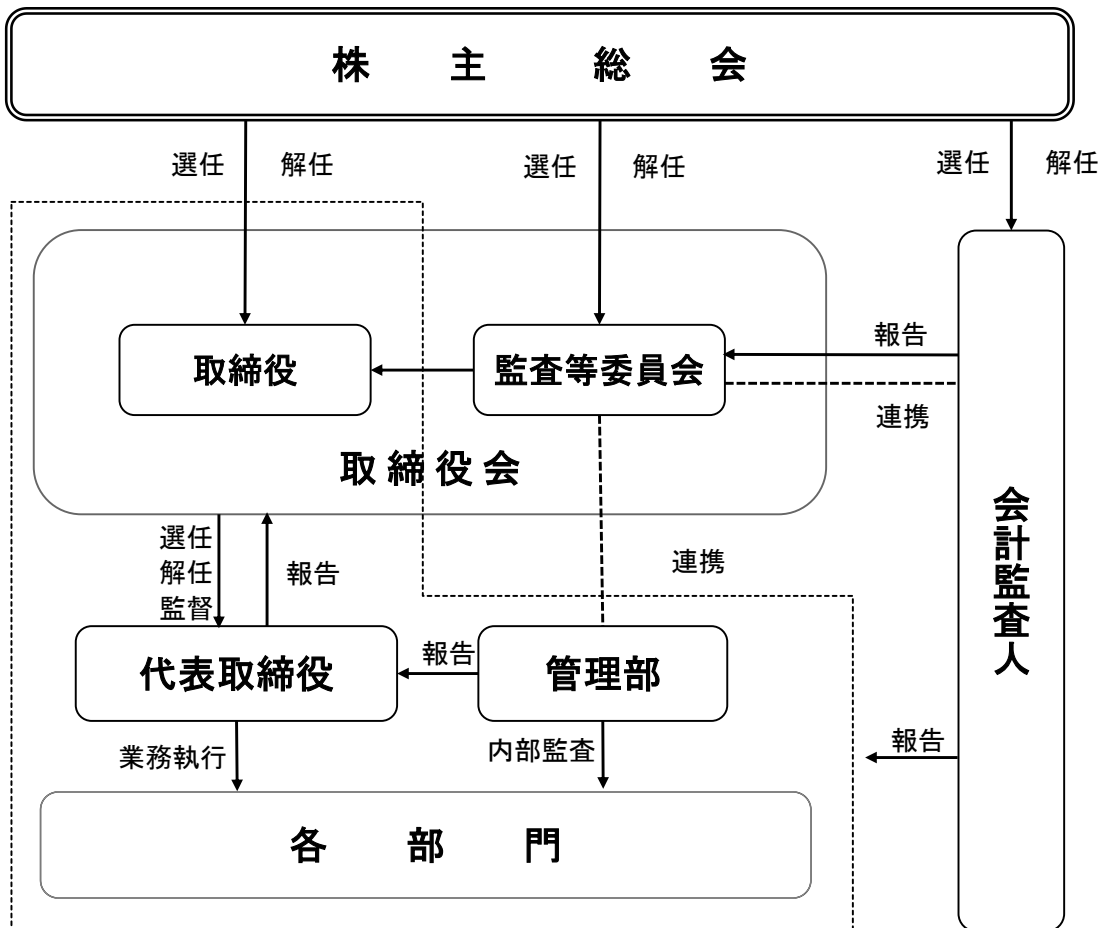 株主総会
選任 解任
選任 解任
選任 解任
取締役
監査等委員会
報告
連携
取締役会
会計監査人
選任
解任
監督
報告
連携
代表取締役
報告
管理部
業務執行
内部監査
報告
各部門